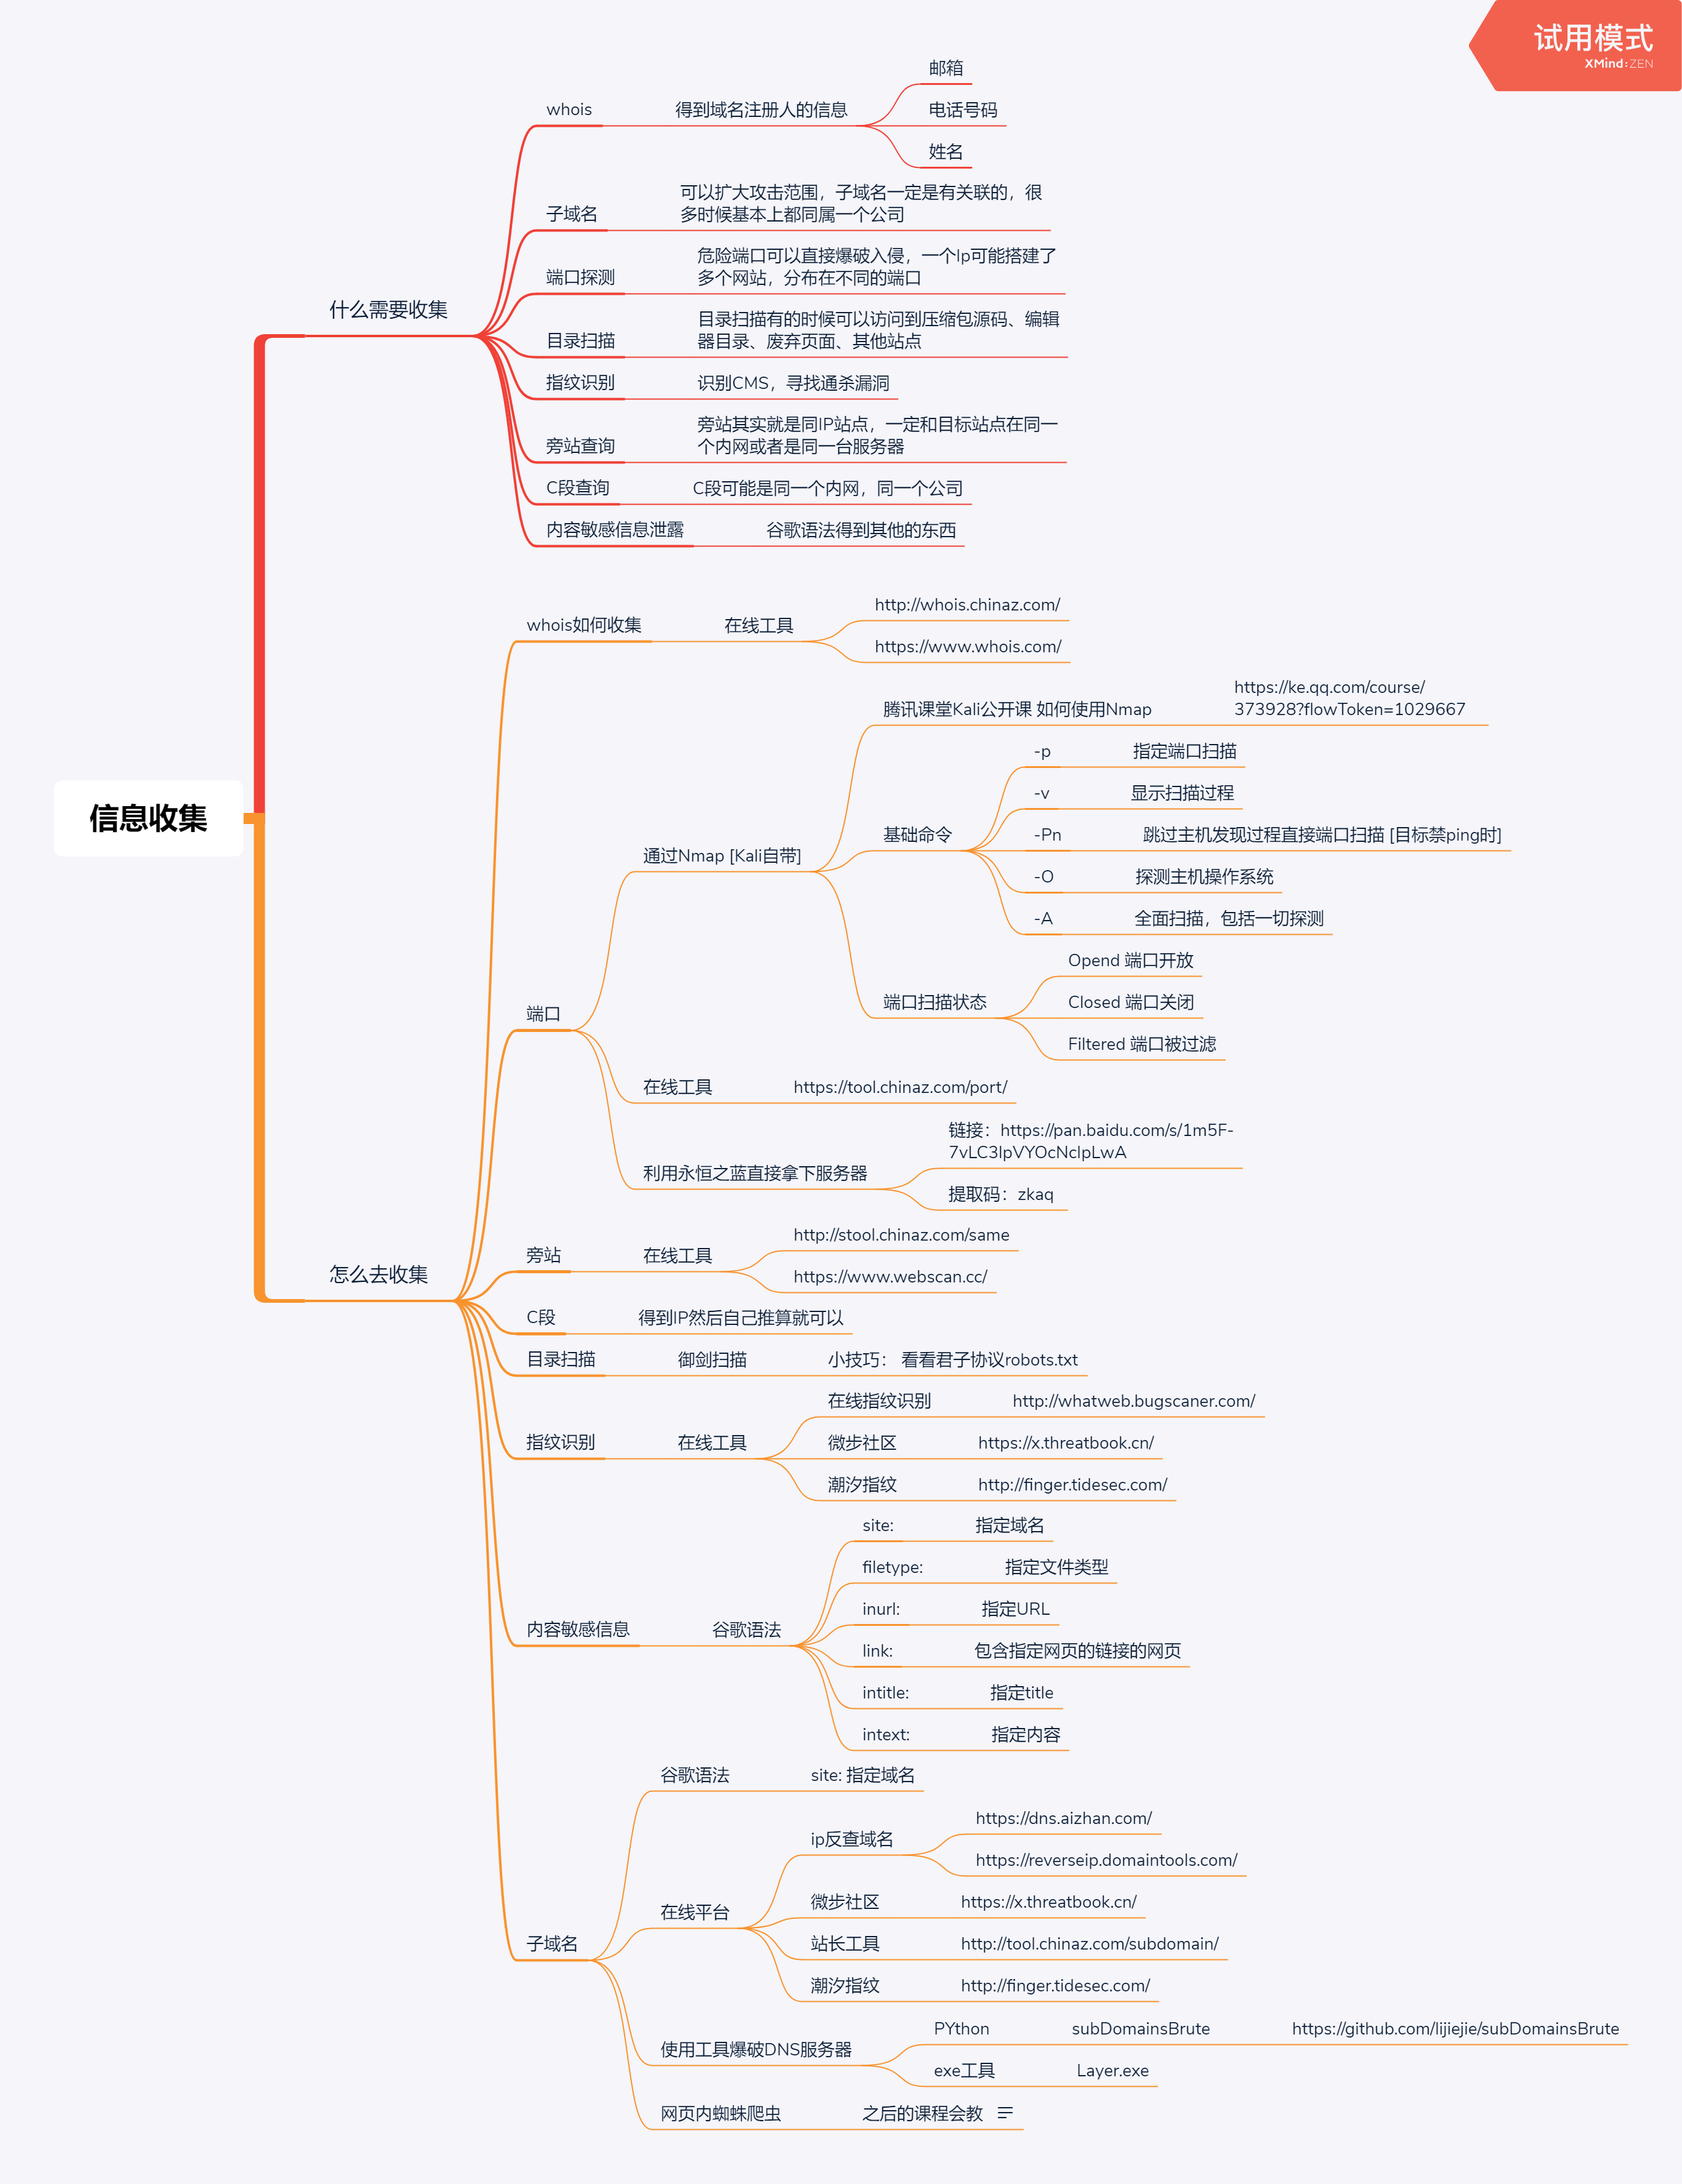 试用模式
XMind:ZEN
信息收集
什么需要收集
whois
得到域名注册人的信息
邮箱
电话号码
姓名
子域名
可以扩大攻击范围，子域名一定是有关联的，很
多时候基本上都同属一个公司
端口探测
危险端口可以直接爆破入侵，一个Ip可能搭建了
多个网站，分布在不同的端口
目录扫描
目录扫描有的时候可以访问到压缩包源码、编辑
器目录、废弃页面、其他站点
指纹识别
识别CMS，寻找通杀漏洞
旁站查询
旁站其实就是同IP站点，一定和目标站点在同一
个内网或者是同一台服务器
C段查询
C段可能是同一个内网，同一个公司
内容敏感信息泄露
谷歌语法得到其他的东西
怎么去收集
whois如何收集
在线工具
http://whois.chinaz.com/
https://www.whois.com/
端口
通过Nmap [Kali自带]
腾讯课堂Kali公开课 如何使用Nmap
https://ke.qq.com/course/
373928?flowToken=1029667
基础命令
-p
指定端口扫描
-v
显示扫描过程
-Pn
跳过主机发现过程直接端口扫描 [目标禁ping时]
-O
探测主机操作系统
-A
全面扫描，包括一切探测
端口扫描状态
Opend 端口开放
Closed 端口关闭
Filtered 端口被过滤
在线工具
https://tool.chinaz.com/port/
利用永恒之蓝直接拿下服务器
链接：https://pan.baidu.com/s/1m5F-
7vLC3lpVYOcNclpLwA
提取码：zkaq
旁站
在线工具
http://stool.chinaz.com/same
https://www.webscan.cc/
C段
得到IP然后自己推算就可以
目录扫描
御剑扫描
小技巧： 看看君子协议robots.txt
指纹识别
在线工具
在线指纹识别
http://whatweb.bugscaner.com/
微步社区
https://x.threatbook.cn/
潮汐指纹
http://finger.tidesec.com/
内容敏感信息
谷歌语法
site:
指定域名
filetype:
指定文件类型
inurl:
指定URL
link:
包含指定网页的链接的网页
intitle:
指定title
intext:
指定内容
子域名
谷歌语法
site: 指定域名
在线平台
ip反查域名
https://dns.aizhan.com/
https://reverseip.domaintools.com/
微步社区
https://x.threatbook.cn/
站长工具
http://tool.chinaz.com/subdomain/
潮汐指纹
http://finger.tidesec.com/
使用工具爆破DNS服务器
PYthon
subDomainsBrute
https://github.com/lijiejie/subDomainsBrute
exe工具
Layer.exe
网页内蜘蛛爬虫
之后的课程会教